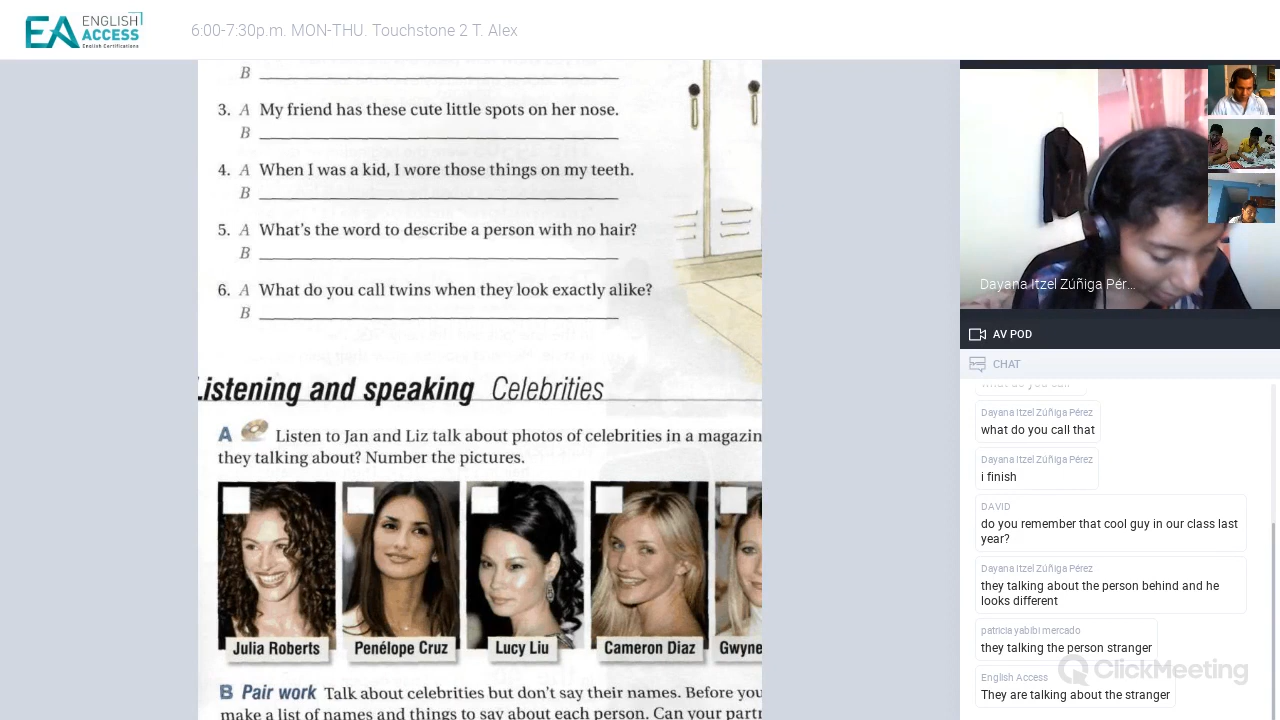 EA ENGLISH ACCESS
English Certifications
6:00-7:30p.m. MON-THU. Touchstone 2 T. Alex
B
3. A My friend has these cute little spots on her nose.
B
4. A When I was a kid, I wore those things on my teeth.
B
5. A What's the word to describe a person with no hair?
B
6. A What do you call twins when they look exactly alike?
B
Listening and speaking Celebrities
A Listen to Jan and Liz talk about photos of celebrities in a magazin
they talking about? Number the pictures.
Julia Roberts Penélope Cruz Lucy Liu Cameron Diaz Gwyne
B Pair work Talk about celebrities but don't say their names. Before you
make a list of names and things to say about each person. Can your partn
Dayana Itzel Zúñiga Pér...
AV POD
CHAT
what do you call
Dayana Itzel Zúñiga Pérez
what do you call that
Dayana Itzel Zúñiga Pérez
i finish
DAVID
do you remember that cool guy in our class last
year?
Dayana Itzel Zúñiga Pérez
they talking about the person behind and he
looks different
patricia yabibi mercado
they talking the person stranger
English Access
They are talking about the stranger
ClickMeeting